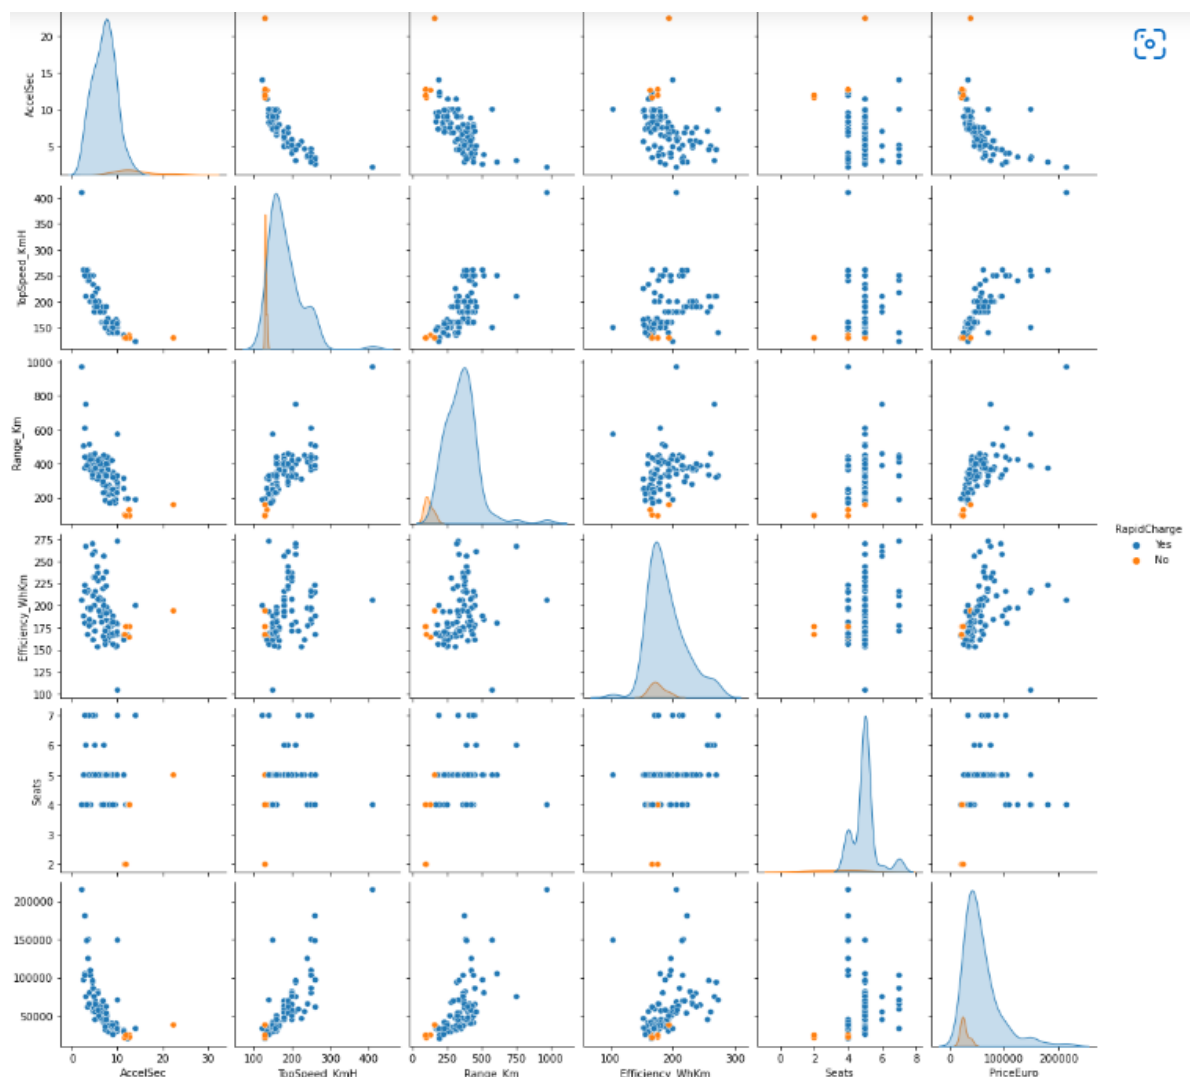 20
15
10
5
AccelSec
400
350
300
250
200
150
TopSpeed_KmH
1000
800
600
400
200
Range_Km
RapidCharge
Yes
No
275
250
225
200
175
150
125
100
Efficiency_WhKm
7
6
5
4
3
2
Seats
200000
150000
100000
50000
PriceEuro
0 10 20 30
100 200 300 400
0 250 500 750 1000
100 200 300
0 2 4 6 8
0 100000 200000
AccelSec
TopSpeed_KmH
Range_Km
Efficiency_WhKm
Seats
PriceEuro